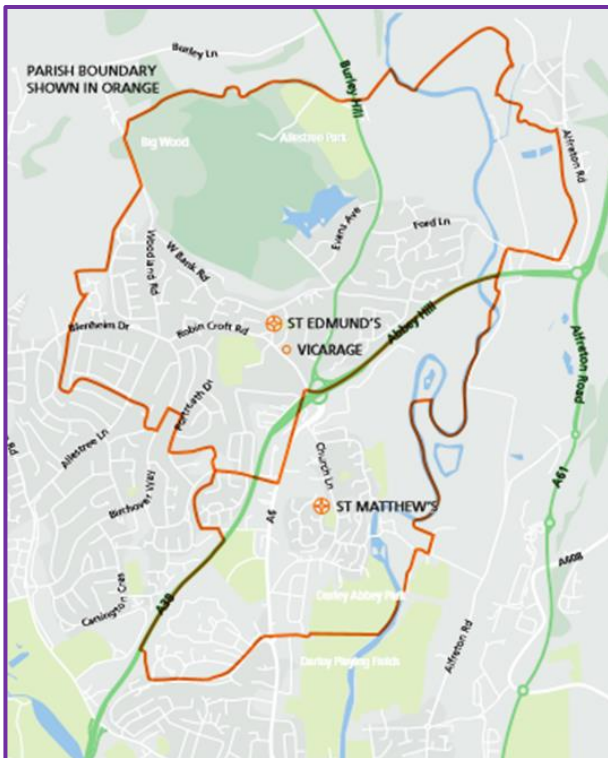 Burley Ln
PARISH BOUNDARY
SHOWN IN ORANGE
Burley Hill
Big Wood
Allestree Park
Alfreton Rd
Evans Ave
Ford Ln
Woodland Rd
W Bank Rd
ST EDMUND'S
Abbey Hill
Blenheim Dr
Robin Croft Rd
VICARAGE
Alfreton Road
Portreath Dr
Allestree Ln
Rd
Church Ln
Birchover Way
A6
ST MATTHEW'S
A61
A608
Darley Abbey Park
A38
Carsington Cres
Alfreton Rd
Darley Playing Fields